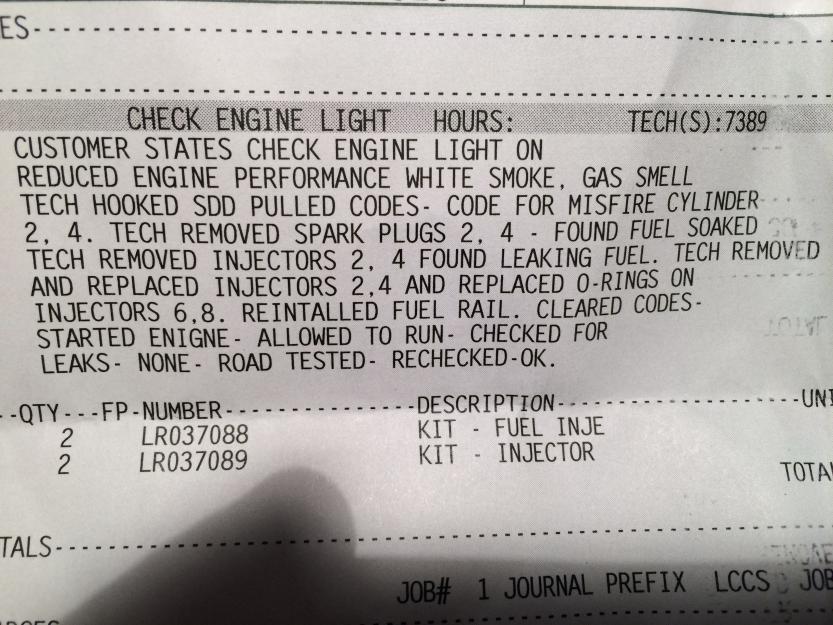 ES-----------------------------
CHECK ENGINE LIGHT HOURS: TECH(S):7389
CUSTOMER STATES CHECK ENGINE LIGHT ON
REDUCED ENGINE PERFORMANCE WHITE SMOKE, GAS SMELL
TECH HOOKED SDD PULLED CODES- CODE FOR MISFIRE CYLINDER
2, 4. TECH REMOVED SPARK PLUGS 2, 4 - FOUND FUEL SOAKED
TECH REMOVED INJECTORS 2, 4 FOUND LEAKING FUEL. TECH REMOVED
AND REPLACED INJECTORS 2,4 AND REPLACED O-RINGS ON
INJECTORS 6,8. REINTALLED FUEL RAIL. CLEARED CODES-
STARTED ENIGNE- ALLOWED TO RUN- CHECKED FOR
LEAKS- NONE- ROAD TESTED- RECHECKED-OK.
--QTY---FP-NUMBER---------------DESCRIPTION-------------------UNI
2 LR037088 KIT - FUEL INJE
2 LR037089 KIT - INJECTOR
TOTA
TALS-----------------------------
JOB# 1 JOURNAL PREFIX LCCS JOB